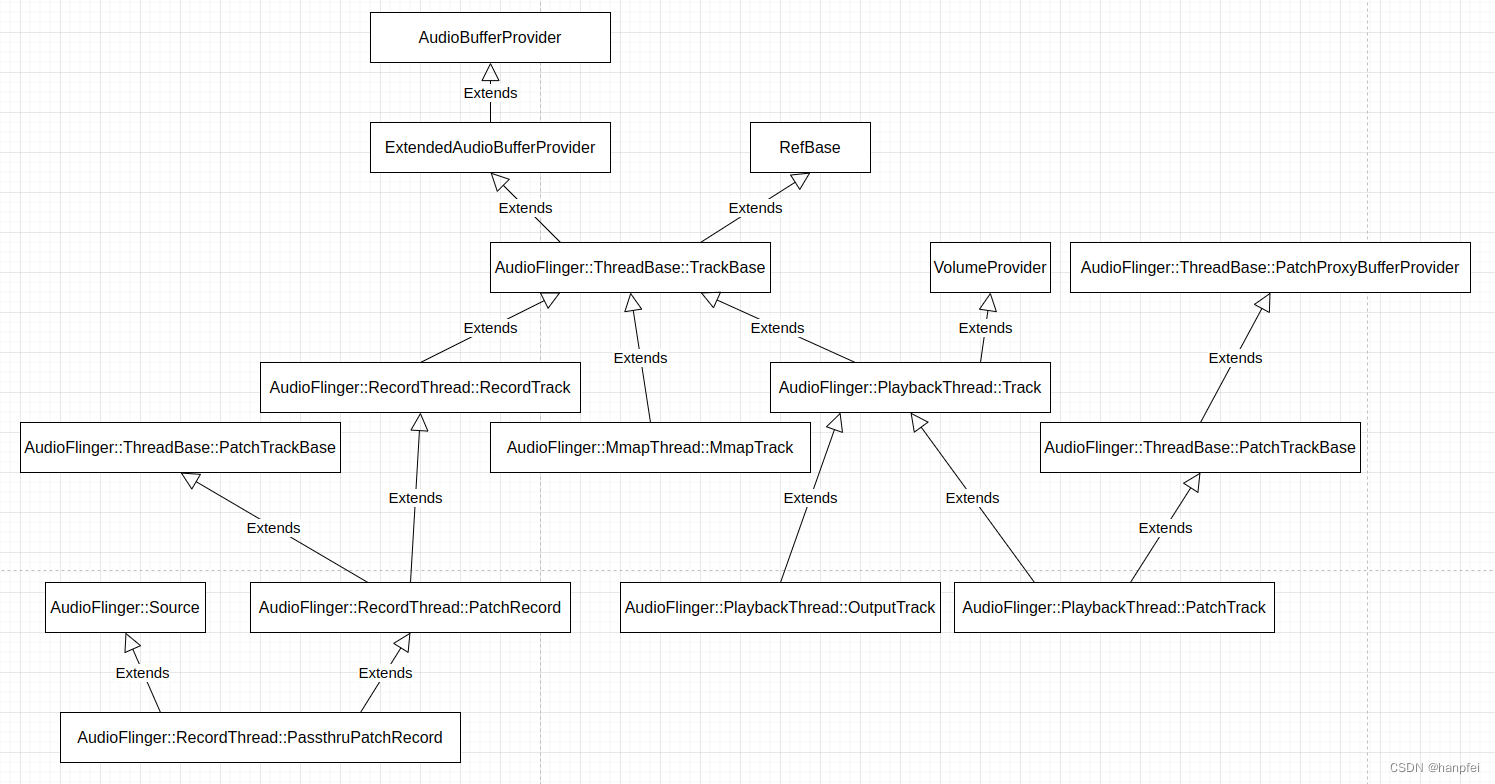 AudioBufferProvider
Extends
ExtendedAudioBufferProvider
RefBase
Extends
Extends
AudioFlinger::ThreadBase::TrackBase
VolumeProvider
AudioFlinger::ThreadBase::PatchProxyBufferProvider
Extends
Extends
Extends
Extends
Extends
AudioFlinger::RecordThread::RecordTrack
AudioFlinger::PlaybackThread::Track
AudioFlinger::ThreadBase::PatchTrackBase
AudioFlinger::MmapThread::MmapTrack
AudioFlinger::ThreadBase::PatchTrackBase
Extends
Extends
Extends
Extends
Extends
AudioFlinger::Source
AudioFlinger::RecordThread::PatchRecord
AudioFlinger::PlaybackThread::OutputTrack
AudioFlinger::PlaybackThread::PatchTrack
Extends
Extends
AudioFlinger::RecordThread::PassthruPatchRecord
CSDN @hanpfei